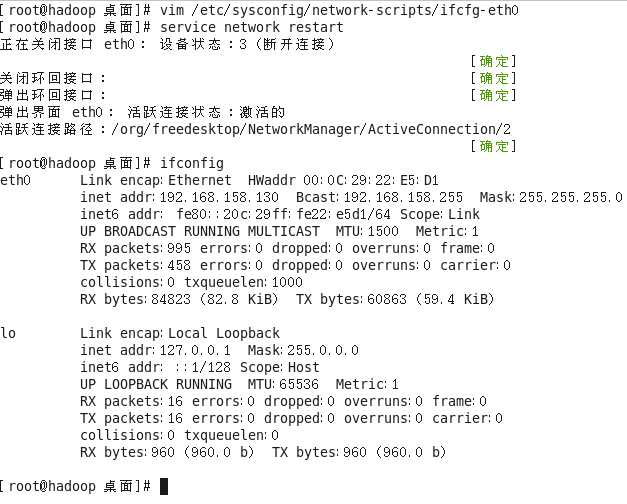 [root@hadoop 桌面]# vim /etc/sysconfig/network-scripts/ifcfg-eth0
[root@hadoop 桌面]# service network restart
正在关闭接口 eth0： 设备状态：3 (断开连接)
[确定]
关闭环回接口：[确定]
弹出环回接口：[确定]
弹出界面 eth0： 活跃连接状态：激活的
活跃连接路径：/org/freedesktop/NetworkManager/ActiveConnection/2
[确定]
[root@hadoop 桌面]# ifconfig
eth0 Link encap:Ethernet HWaddr 00:0C:29:22:E5:D1
inet addr:192.168.158.130 Bcast:192.168.158.255 Mask:255.255.255.0
inet6 addr: fe80::20c:29ff:fe22:e5d1/64 Scope:Link
UP BROADCAST RUNNING MULTICAST MTU:1500 Metric:1
RX packets:995 errors:0 dropped:0 overruns:0 frame:0
TX packets:458 errors:0 dropped:0 overruns:0 carrier:0
collisions:0 txqueuelen:1000
RX bytes:84823 (82.8 KiB) TX bytes:60863 (59.4 KiB)
lo Link encap:Local Loopback
inet addr:127.0.0.1 Mask:255.0.0.0
inet6 addr: ::1/128 Scope:Host
UP LOOPBACK RUNNING MTU:65536 Metric:1
RX packets:16 errors:0 dropped:0 overruns:0 frame:0
TX packets:16 errors:0 dropped:0 overruns:0 carrier:0
collisions:0 txqueuelen:0
RX bytes:960 (960.0 b) TX bytes:960 (960.0 b)
[root@hadoop 桌面]#